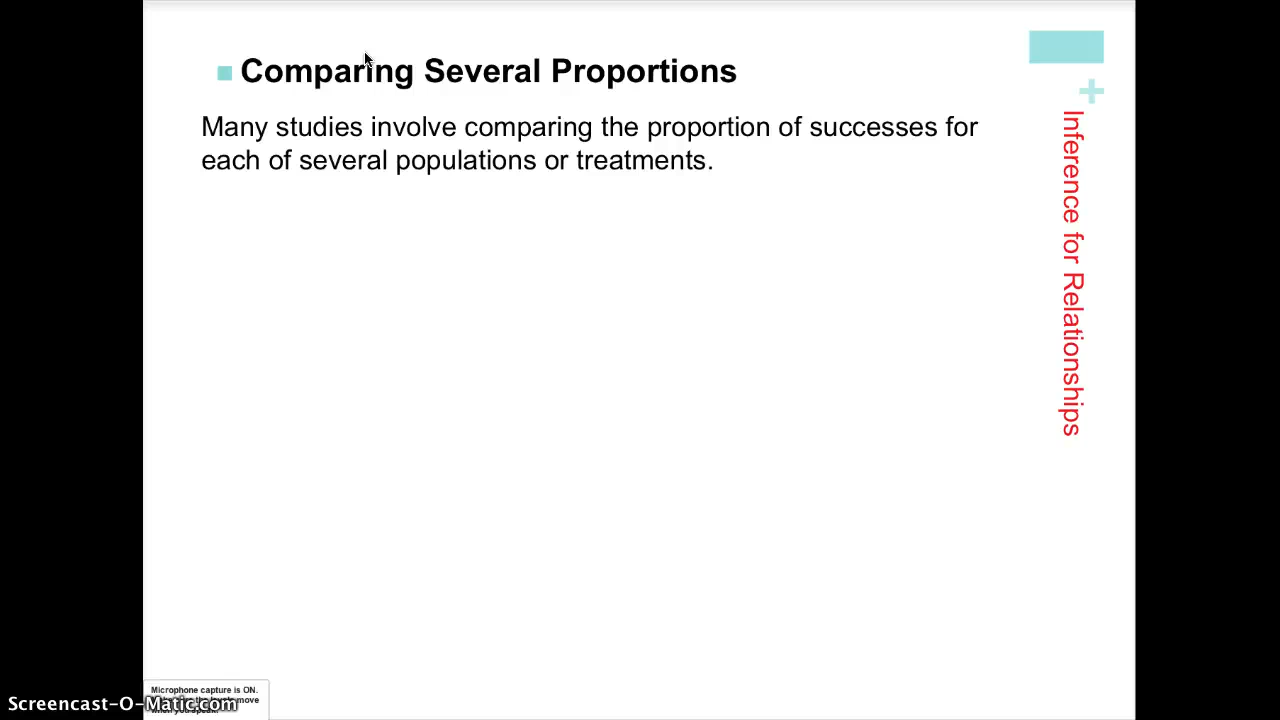 Comparing Several Proportions
Many studies involve comparing the proportion of successes for
each of several populations or treatments.
+
Inference for Relationships
Microphone capture is ON.
move
Screencast-O-Matic.com